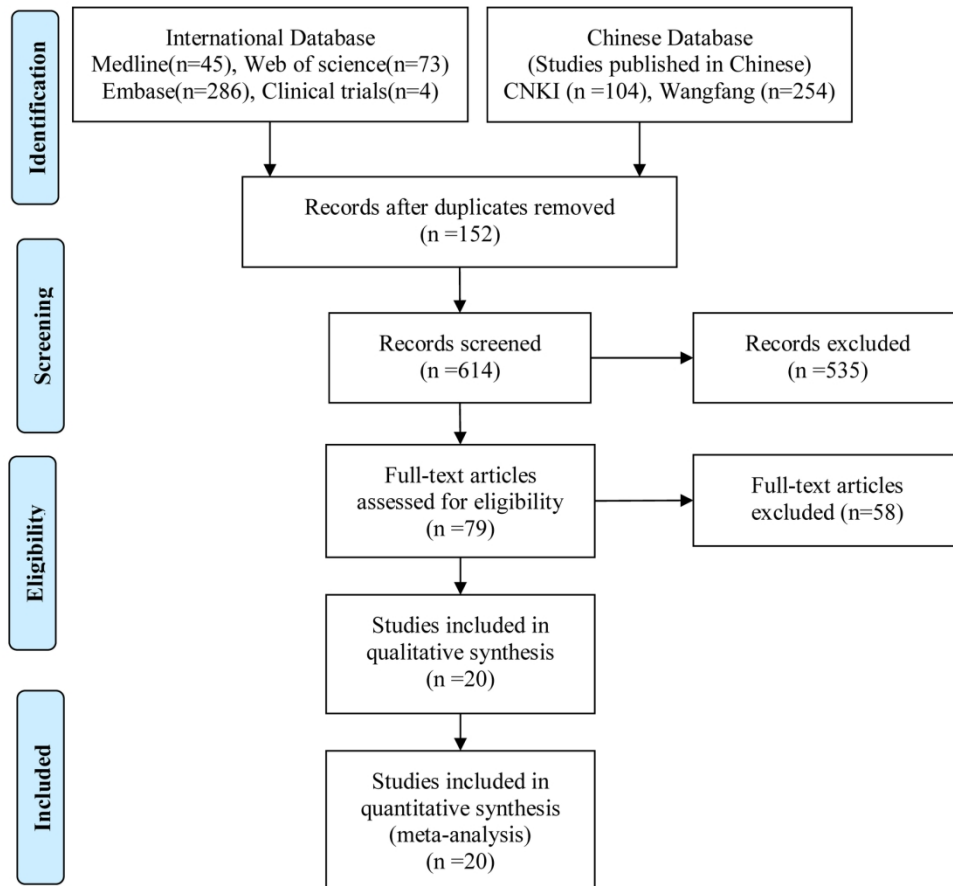 Identification
International Database
Medline(n=45), Web of science(n=73)
Embase(n=286), Clinical trials(n=4)
Chinese Database
(Studies published in Chinese)
CNKI (n =104), Wangfang (n=254)
Records after duplicates removed
(n =152)
Screening
Records screened
(n =614)
Records excluded
(n =535)
Eligibility
Full-text articles
assessed for eligibility
(n =79)
Full-text articles
excluded (n=58)
Studies included in
qualitative synthesis
(n =20)
Included
Studies included in
quantitative synthesis
(meta-analysis)
(n =20)